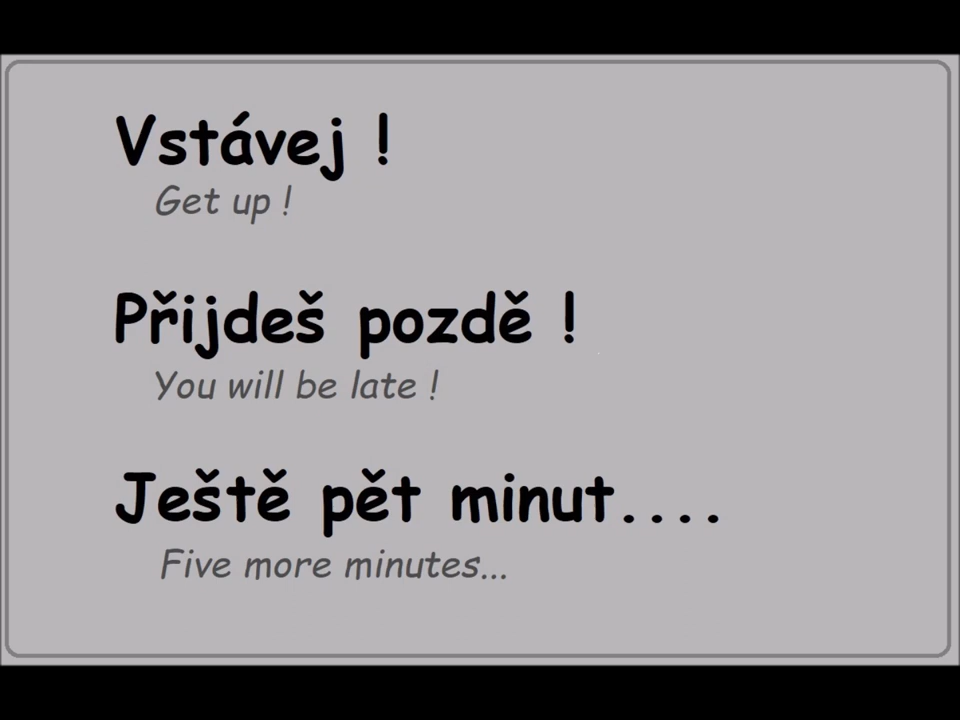 Vstávej !
Get up !
Přijdeš pozdě !
You will be late !
Ještě pět minut....
Five more minutes...